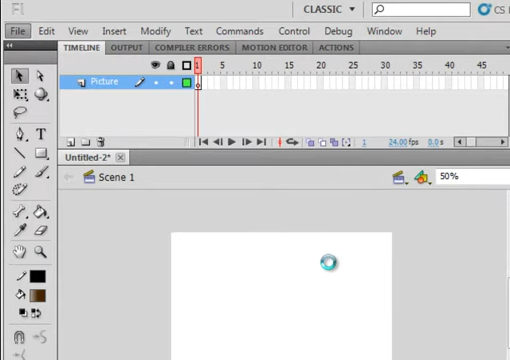 Fl CLASSIC CS
File Edit View Insert Modify Text Commands Control Debug Window Help
TIMELINE OUTPUT COMPILER ERRORS MOTION EDITOR ACTIONS
1 5 10 15 20 25 30 35 40 45
Picture
1 24.00 fps 0.0 s
Untitled-2*
Scene 1 50%
T